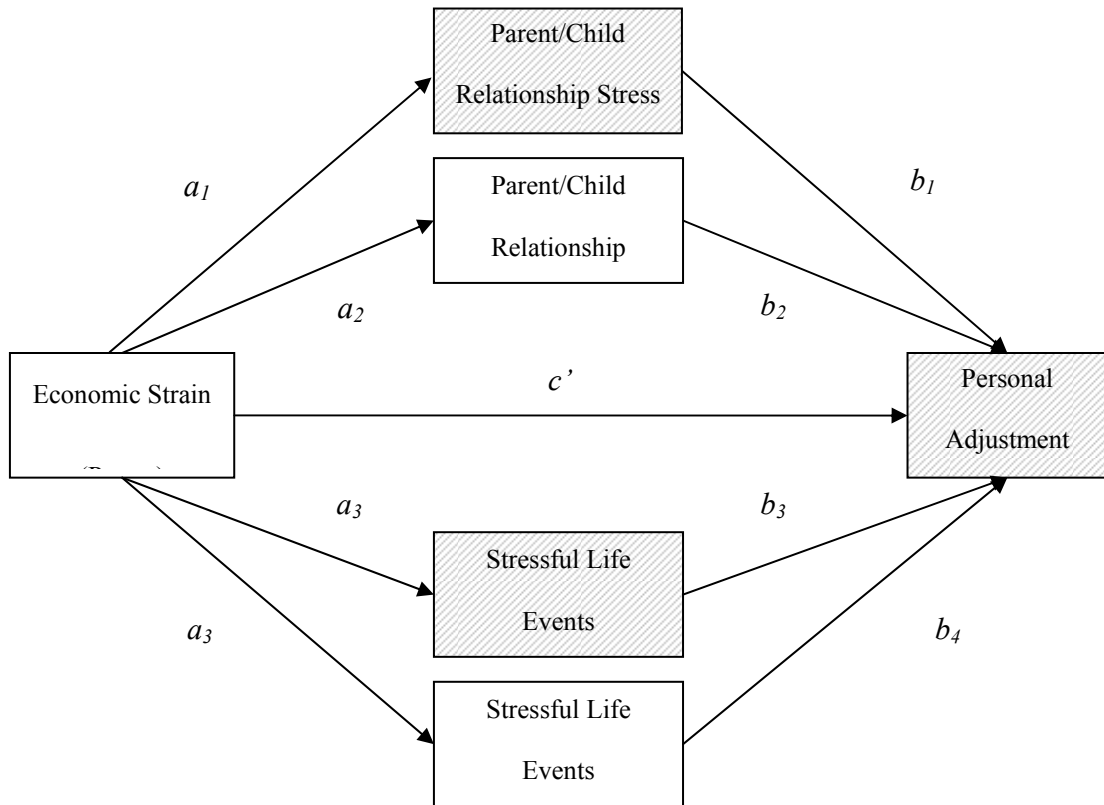 Parent/Child
Relationship Stress
a1
b1
Parent/Child
Relationship
a2
b2
Economic Strain
c’
Personal
Adjustment
a3
b3
Stressful Life
Events
a3
b4
Stressful Life
Events